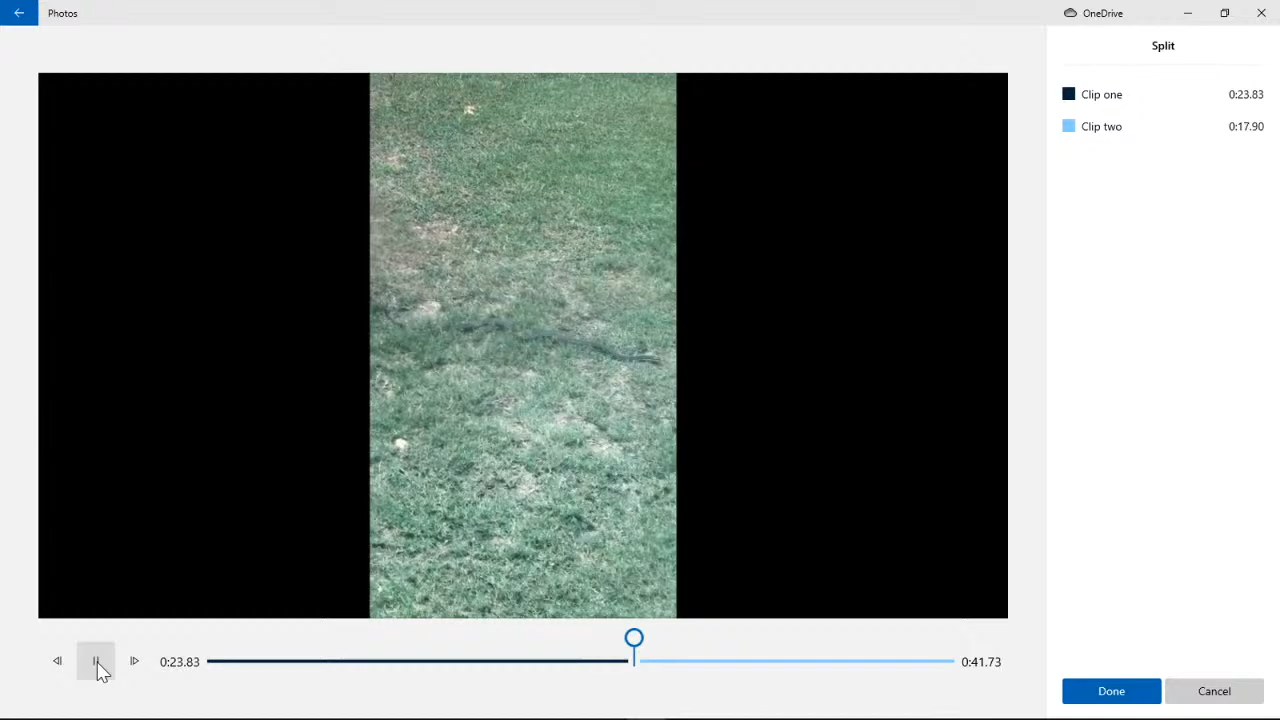 Photos
OneDrive
Split
Clip one 0:23.83
Clip two 0:17.90
0:23.83
0:41.73
Done
Cancel